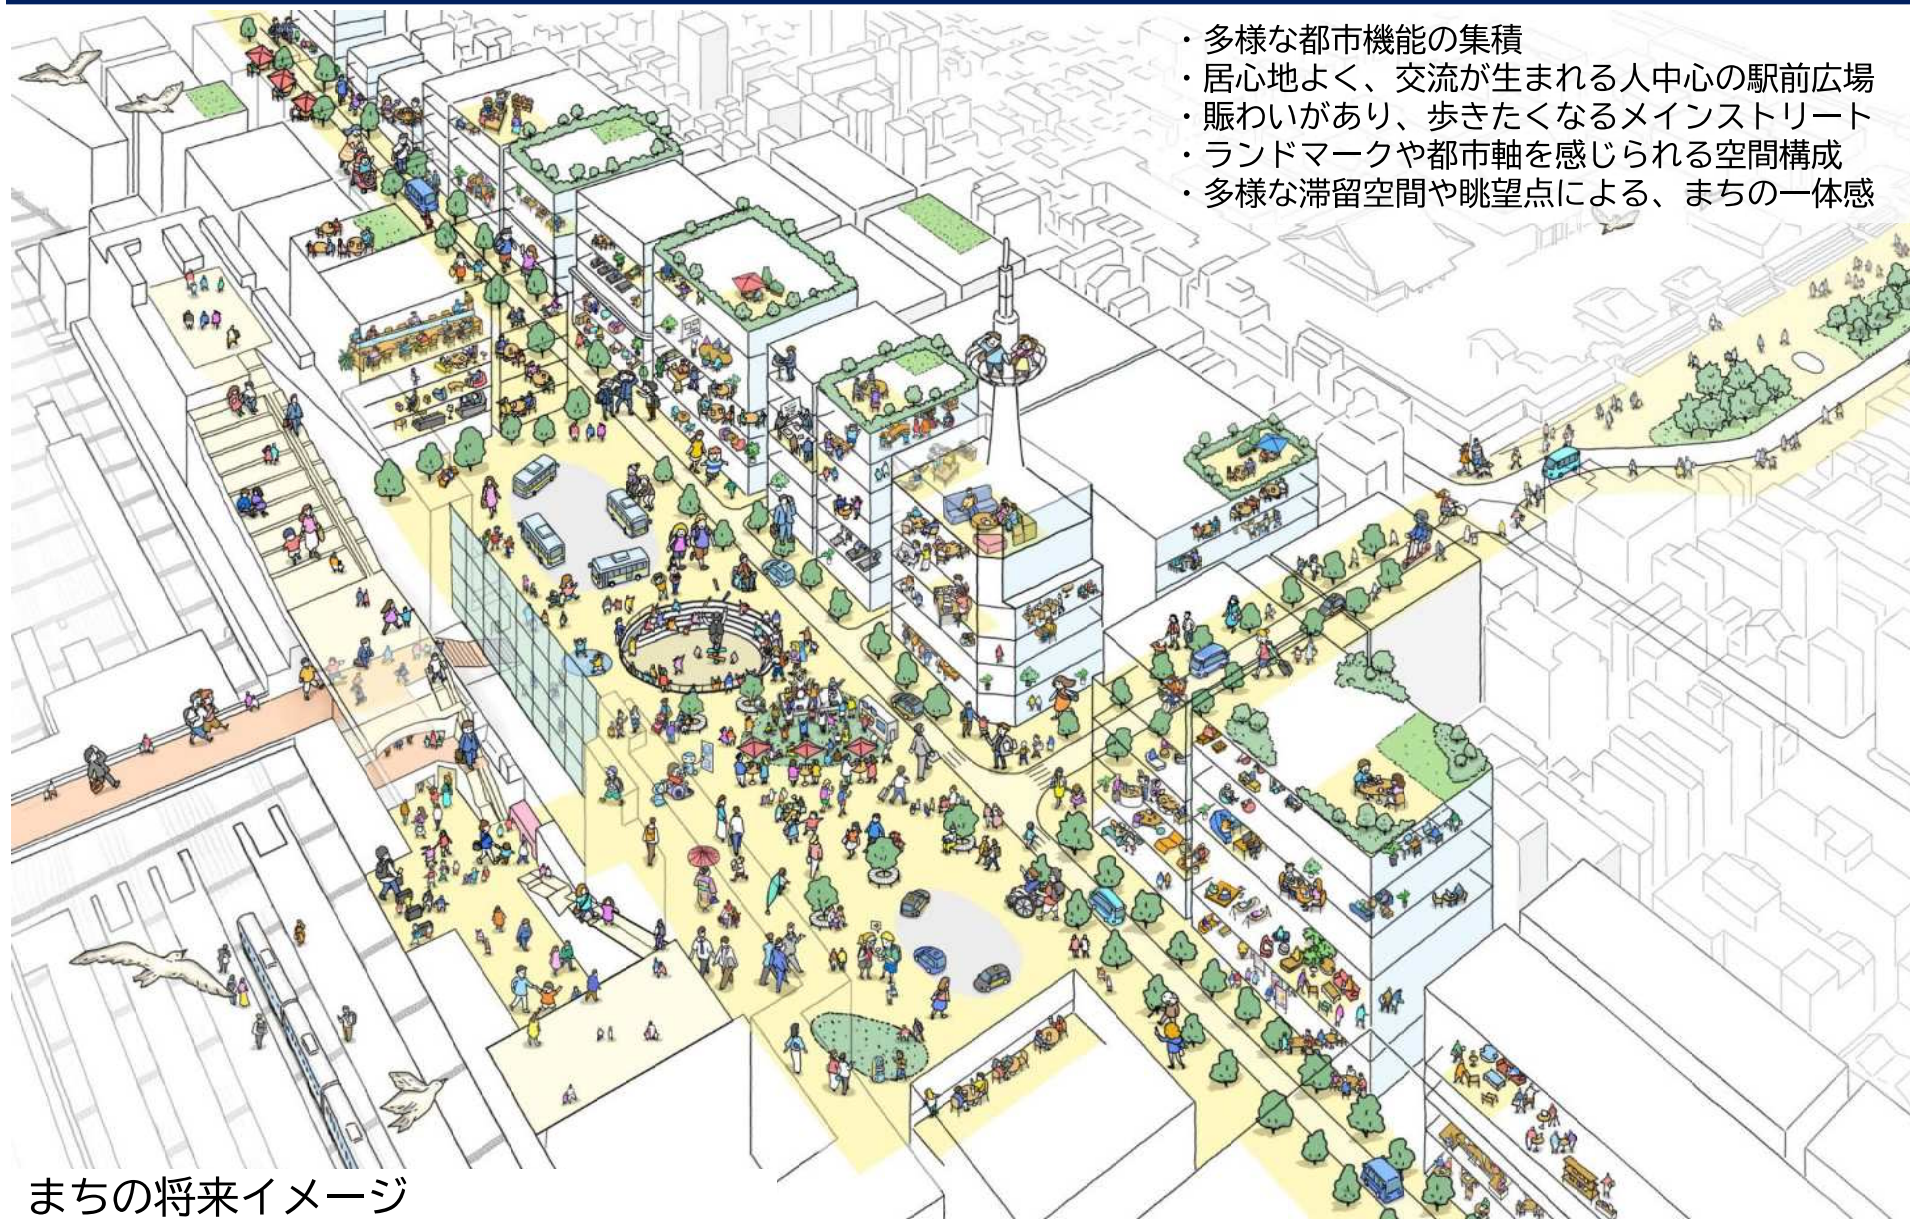 ・多様な都市機能の集積
・居心地よく、交流が生まれる人中心の駅前広場
・賑わいがあり、歩きたくなるメインストリート
・ランドマークや都市軸を感じられる空間構成
・多様な滞留空間や眺望点による、まちの一体感
まちの将来イメージ